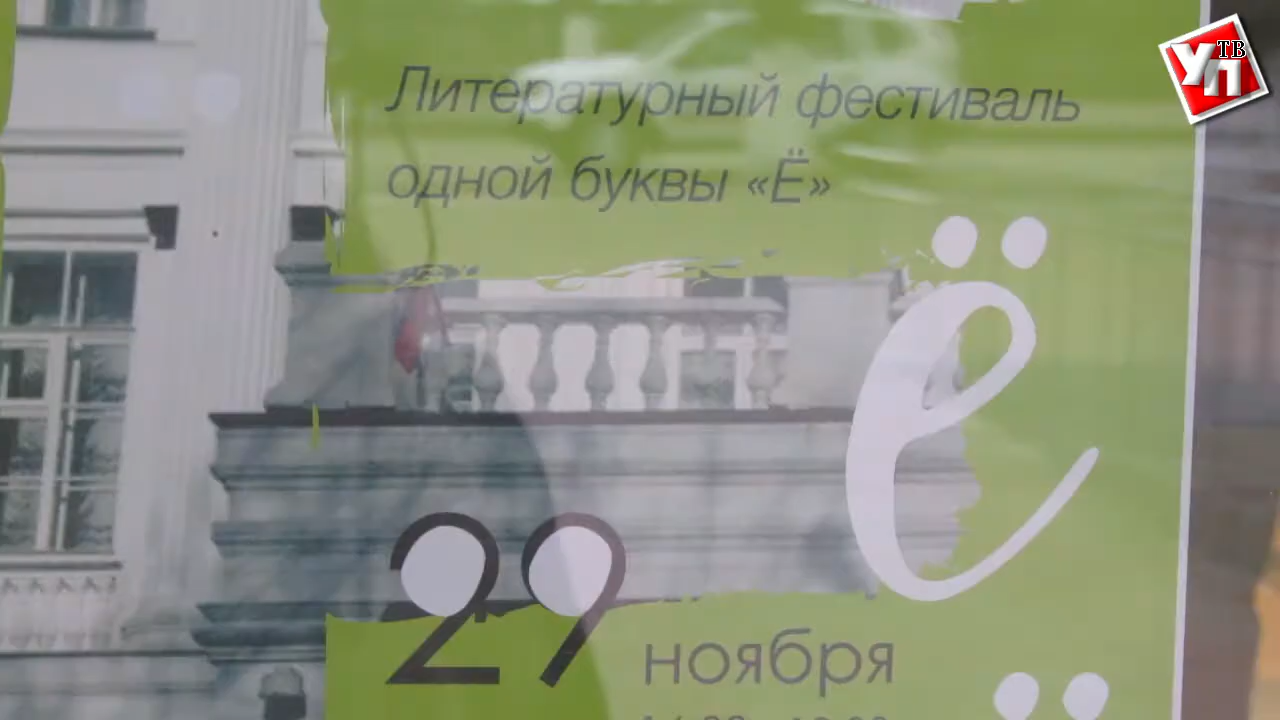 УП ТВ
Литературный фестиваль
одной буквы «Ё»
ё
29 ноября